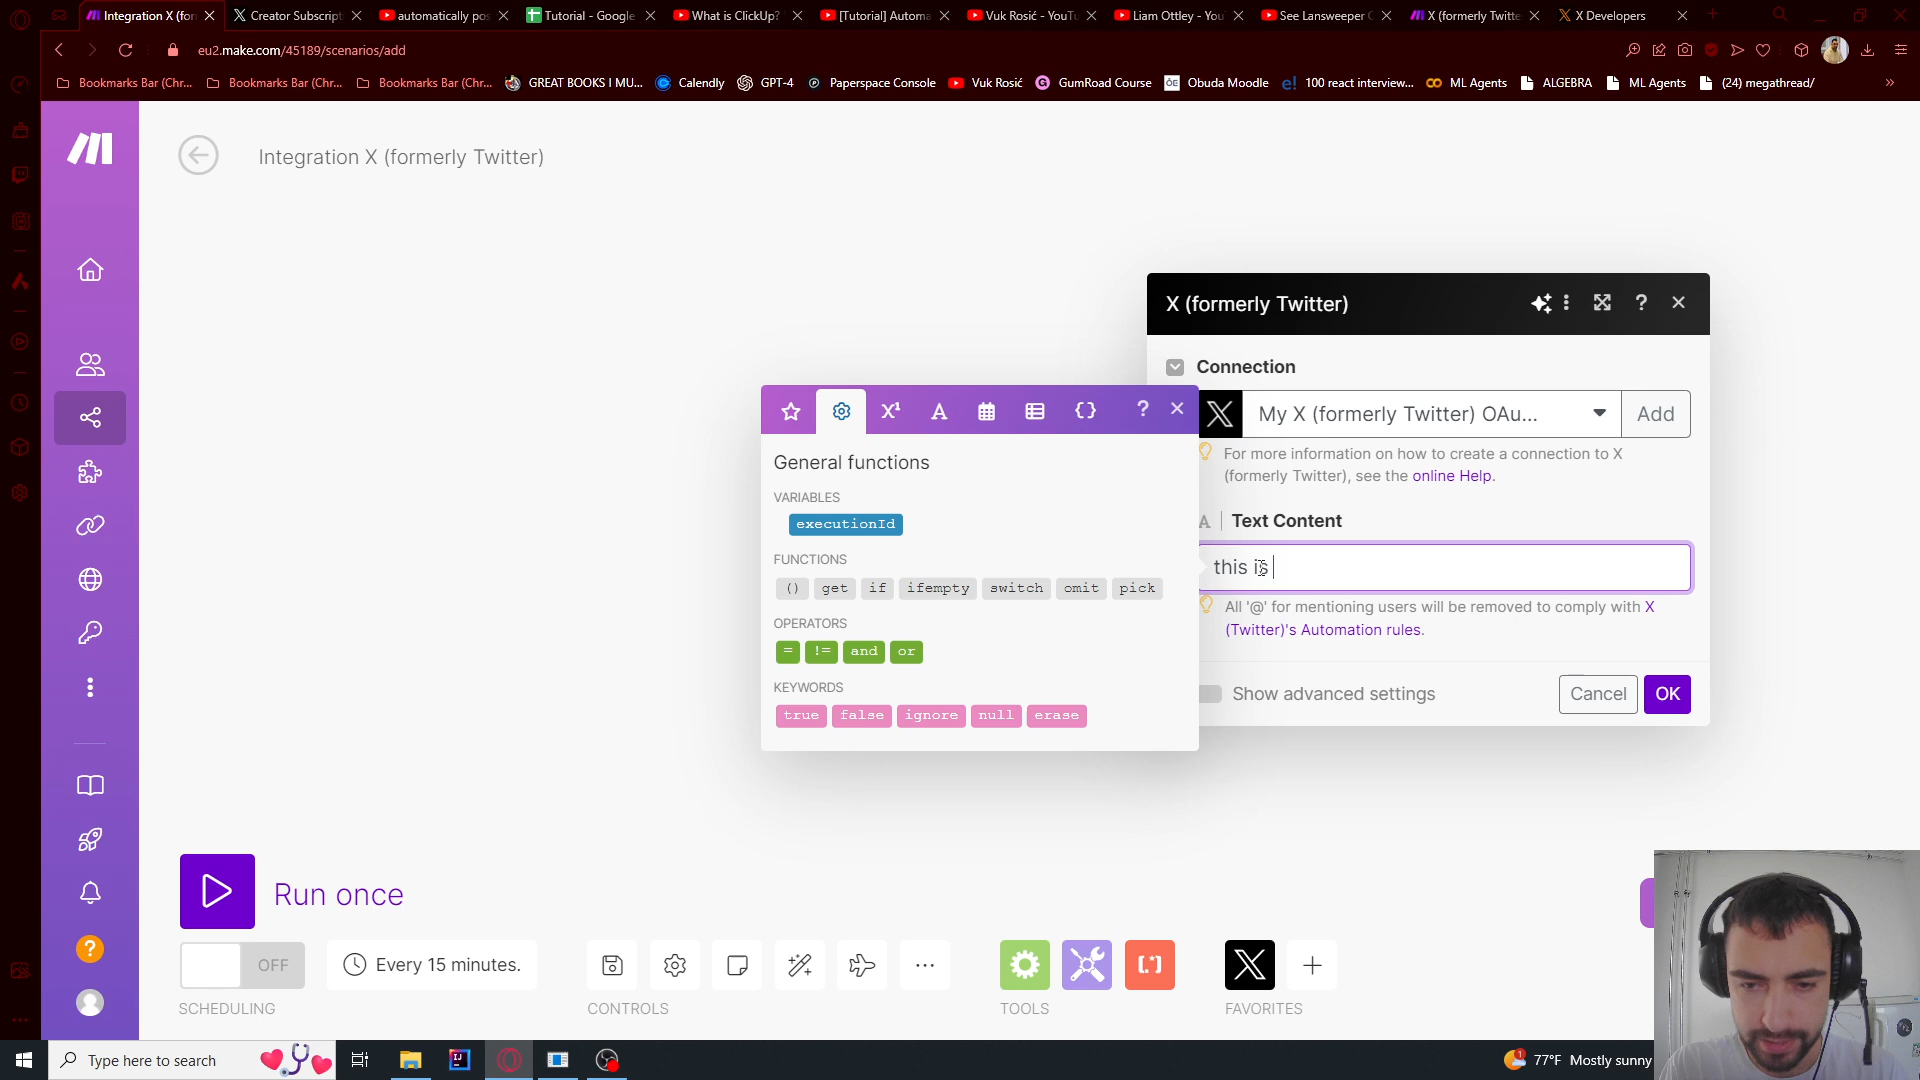 Integration X (for
Creator Subscript
automatically pos
Tutorial - Google
What is ClickUp?
[Tutorial] Automa
Vuk Rosić - YouTu
Liam Ottley - You
See Lansweeper C
X (formerly Twitte
X Developers
eu2.make.com/45189/scenarios/add
Bookmarks Bar (Chr...
Bookmarks Bar (Chr...
Bookmarks Bar (Chr...
GREAT BOOKS I MU...
Calendly
GPT-4
Paperspace Console
Vuk Rosić
GumRoad Course
Obuda Moodle
100 react interview...
ML Agents
ALGEBRA
ML Agents
(24) megathread/
Integration X (formerly Twitter)
X (formerly Twitter)
Connection
My X (formerly Twitter) OAu...
Add
For more information on how to create a connection to X
(formerly Twitter), see the online Help.
A
Text Content
this is
All '@' for mentioning users will be removed to comply with X
(Twitter)'s Automation rules.
Show advanced settings
Cancel
OK
General functions
VARIABLES
executionId
FUNCTIONS
() get if ifempty switch omit pick
OPERATORS
= != and or
KEYWORDS
true false ignore null erase
Run once
OFF
Every 15 minutes.
SCHEDULING
CONTROLS
TOOLS
FAVORITES
Type here to search
77°F Mostly sunny